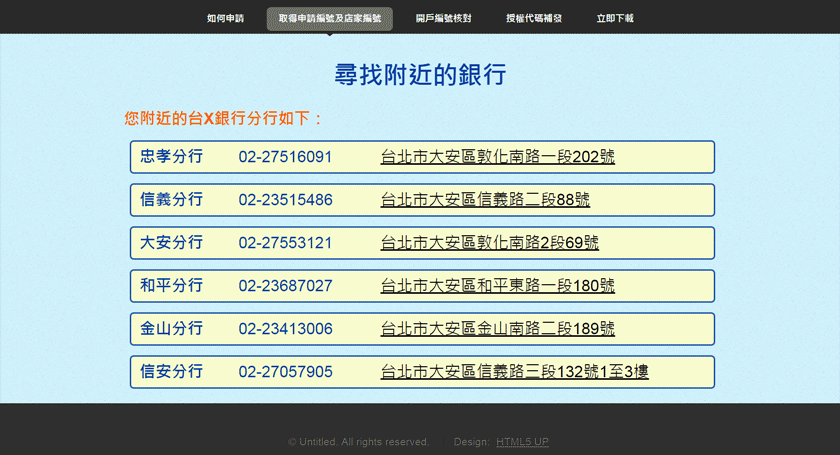 如何申請 取得申請編號及店家編號 開戶編號核對 授權代碼補發 立即下載
尋找附近的銀行
您附近的台X銀行分行如下：
忠孝分行 02-27516091 台北市大安區敦化南路一段202號
信義分行 02-23515486 台北市大安區信義路二段88號
大安分行 02-27553121 台北市大安區敦化南路2段69號
和平分行 02-23687027 台北市大安區和平東路一段180號
金山分行 02-23413006 台北市大安區金山南路二段189號
信安分行 02-27057905 台北市大安區信義路三段132號1至3樓
© Untitled. All rights reserved. Design: HTML5 UP